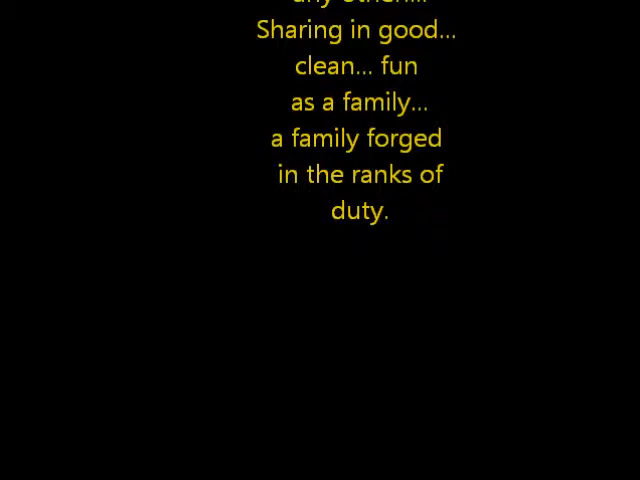 Sharing in good...
clean... fun
as a family...
a family forged
in the ranks of
duty.